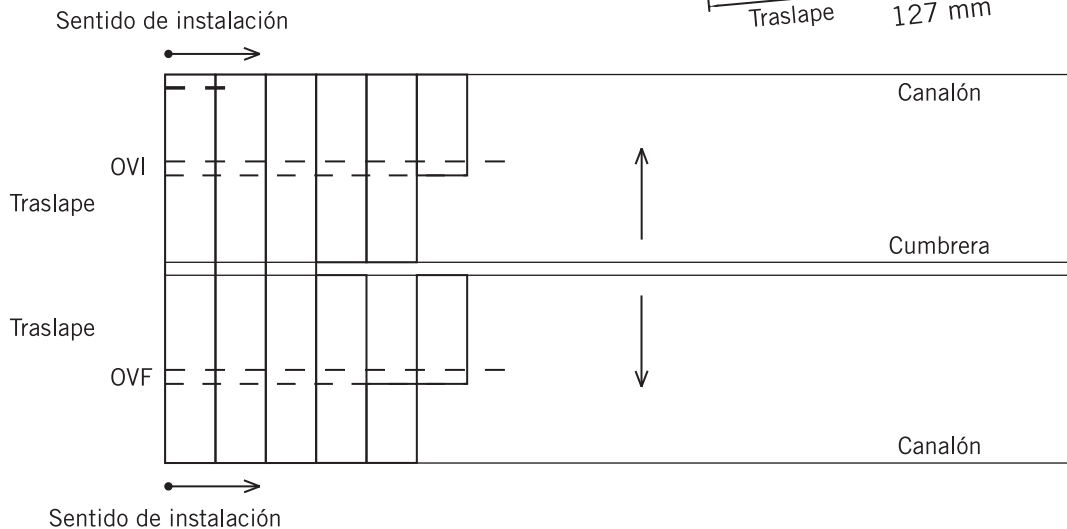 Sentido de instalación
Traslape 127 mm
Canalón
OVI
Traslape
Cumbrera
Traslape
OVF
Canalón
Sentido de instalación